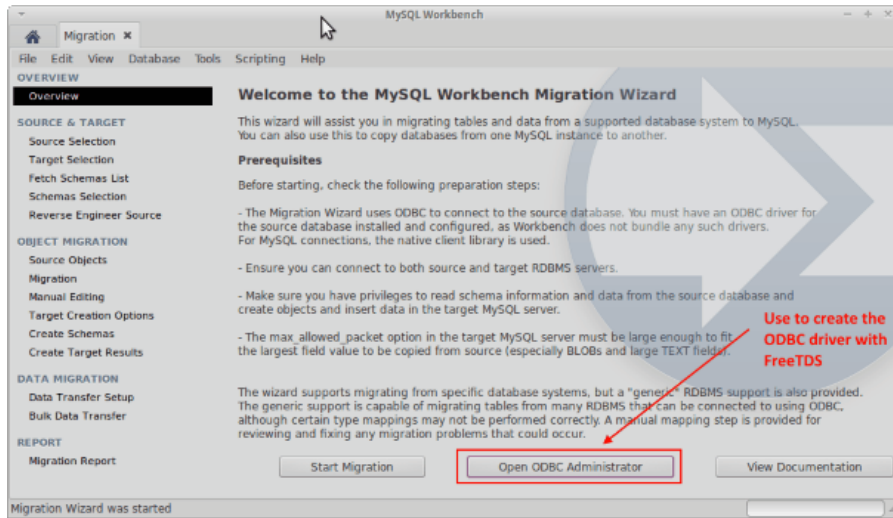 MySQL Workbench
Migration
File Edit View Database Tools Scripting Help
OVERVIEW
Overview
SOURCE & TARGET
Source Selection
Target Selection
Fetch Schemas List
Schemas Selection
Reverse Engineer Source
OBJECT MIGRATION
Source Objects
Migration
Manual Editing
Target Creation Options
Create Schemas
Create Target Results
DATA MIGRATION
Data Transfer Setup
Bulk Data Transfer
REPORT
Migration Report
Welcome to the MySQL Workbench Migration Wizard
This wizard will assist you in migrating tables and data from a supported database system to MySQL.
You can also use this to copy databases from one MySQL instance to another.
Prerequisites
Before starting, check the following preparation steps:
- The Migration Wizard uses ODBC to connect to the source database. You must have an ODBC driver for
the source database installed and configured, as Workbench does not bundle any such drivers.
For MySQL connections, the native client library is used.
- Ensure you can connect to both source and target RDBMS servers.
- Make sure you have privileges to read schema information and data from the source database and
create objects and insert data in the target MySQL server.
- The max_allowed_packet option in the target MySQL server must be large enough to fit
the largest field value to be copied from source (especially BLOBs and large TEXT fields).
Use to create the
ODBC driver with
FreeTDS
The wizard supports migrating from specific database systems, but a "generic" RDBMS support is also provided.
The generic support is capable of migrating tables from many RDBMS that can be connected to using ODBC,
although certain type mappings may not be performed correctly. A manual mapping step is provided for
reviewing and fixing any migration problems that could occur.
Start Migration
Open ODBC Administrator
View Documentation
Migration Wizard was started